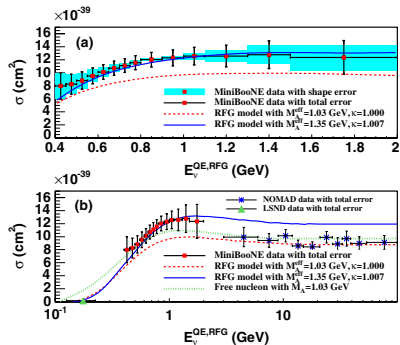 ×10⁻³⁹
16
14
12
10
8
6
4
2
0
σ (cm²)
(a)
MiniBooNE data with shape error
MiniBooNE data with total error
RFG model with M_A^eff=1.03 GeV,κ=1.000
RFG model with M_A^eff=1.35 GeV,κ=1.007
0.4 0.6 0.8 1 1.2 1.4 1.6 1.8 2
E_ν^QE,RFG (GeV)
×10⁻³⁹
16
14
12
10
8
6
4
2
0
σ (cm²)
(b)
NOMAD data with total error
LSND data with total error
MiniBooNE data with total error
RFG model with M_A^eff=1.03 GeV,κ=1.000
RFG model with M_A^eff=1.35 GeV,κ=1.007
Free nucleon with M_A=1.03 GeV
10⁻¹ 1 10
E_ν^QE,RFG (GeV)